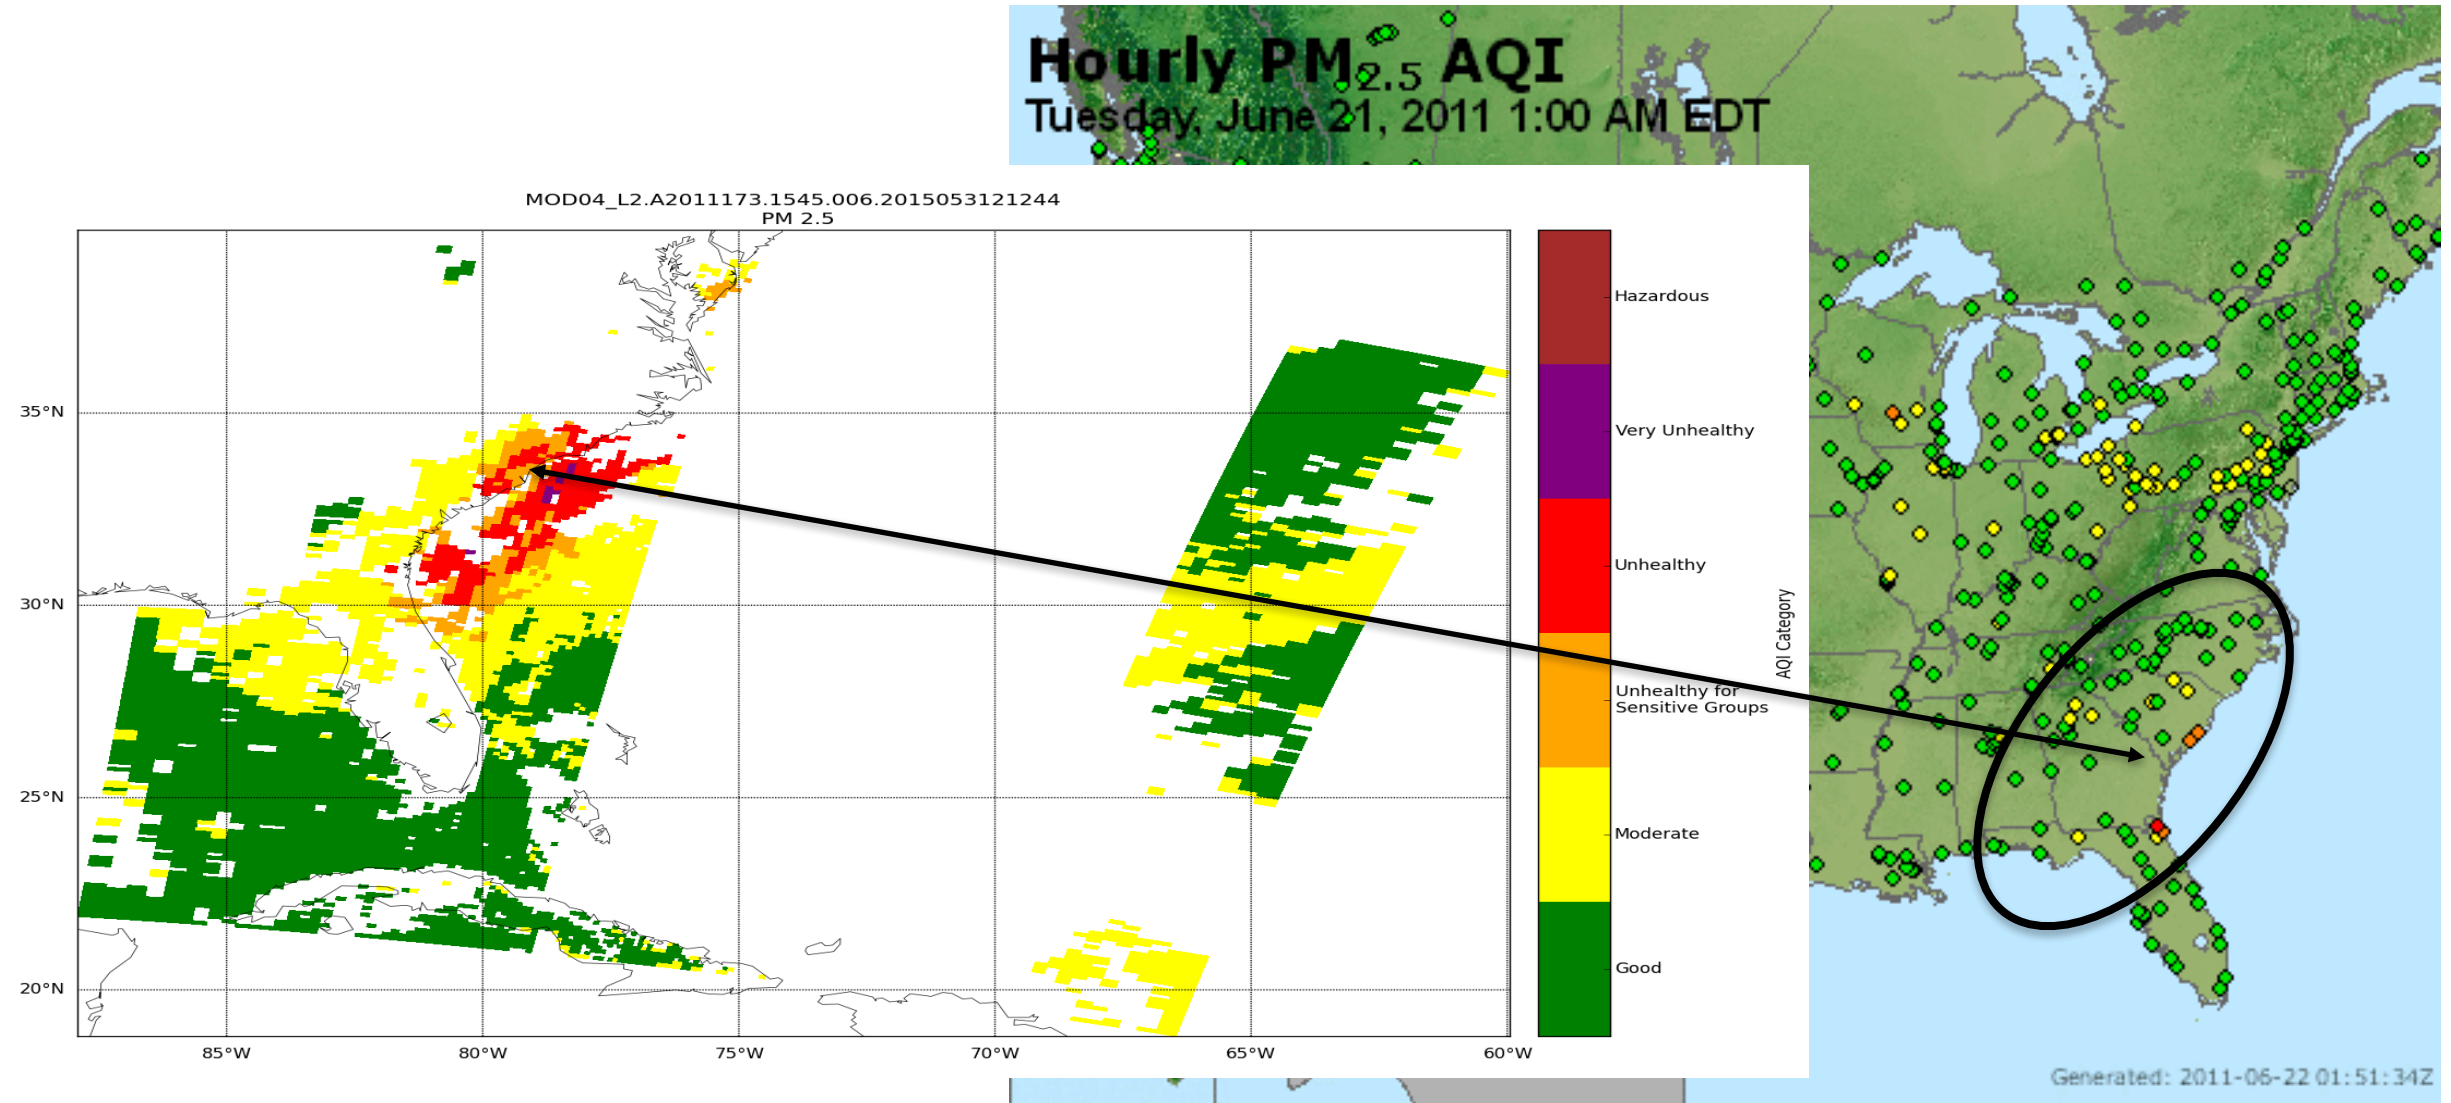 Hourly PM2.5 AQI
Tuesday, June 21, 2011 1:00 AM EDT
MOD04_L2.A2011173.1545.006.2015053121244
PM 2.5
35°N
30°N
25°N
20°N
85°W
80°W
75°W
70°W
65°W
60°W
Hazardous
Very Unhealthy
Unhealthy
Unhealthy for
Sensitive Groups
Moderate
Good
AQI Category
Generated: 2011-06-22 01:51:34Z